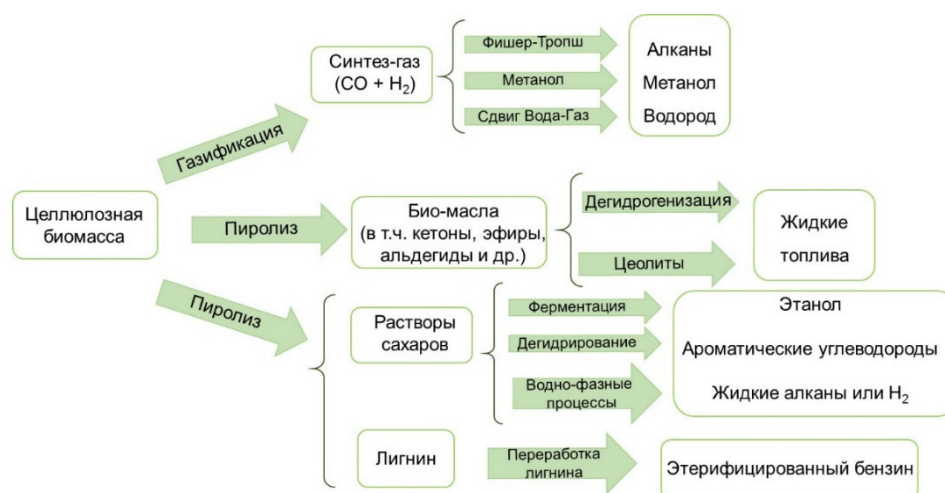 Синтез-газ
(CO + H₂)
Фишер-Тропш
Метанол
Сдвиг Вода-Газ
Алканы
Метанол
Водород
Газификация
Целлюлозная
биомасса
Пиролиз
Био-масла
(в т.ч. кетоны, эфиры,
альдегиды и др.)
Дегидрогенизация
Цеолиты
Жидкие
топлива
Пиролиз
Растворы
сахаров
Ферментация
Дегидрирование
Водно-фазные
процессы
Этанол
Ароматические углеводороды
Жидкие алканы или H₂
Лигнин
Переработка
лигнина
Этерифицированный бензин